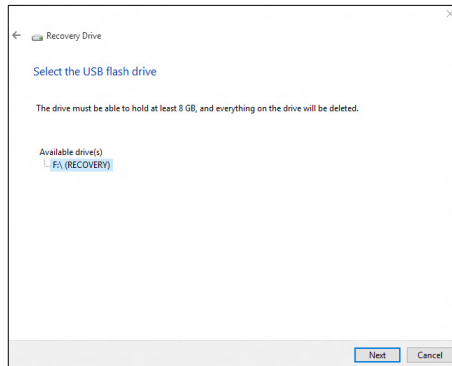 Recovery Drive
Select the USB flash drive
The drive must be able to hold at least 8 GB, and everything on the drive will be deleted.
Available drive(s)
F:\ (RECOVERY)
Next Cancel